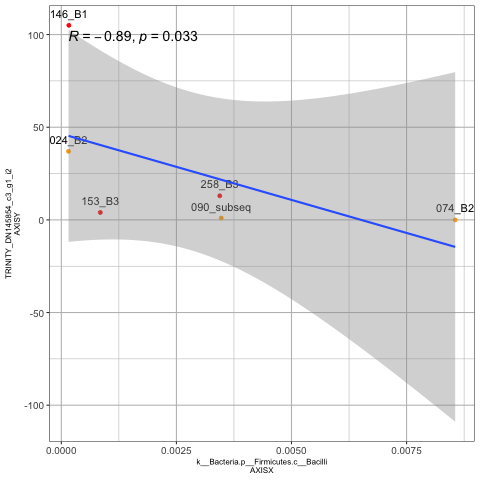 146_B1
R = −0.89, p = 0.033
100
024_B2
50
258_B3
153_B3
090_subseq
074_B2
0
-50
-100
TRINITY_DN145854_c3_g1_i2
AXISY
0.0000
0.0025
0.0050
0.0075
k__Bacteria.p__Firmicutes.c__Bacilli
AXISX